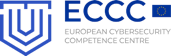 ECCC
EUROPEAN CYBERSECURITY
COMPETENCE CENTRE